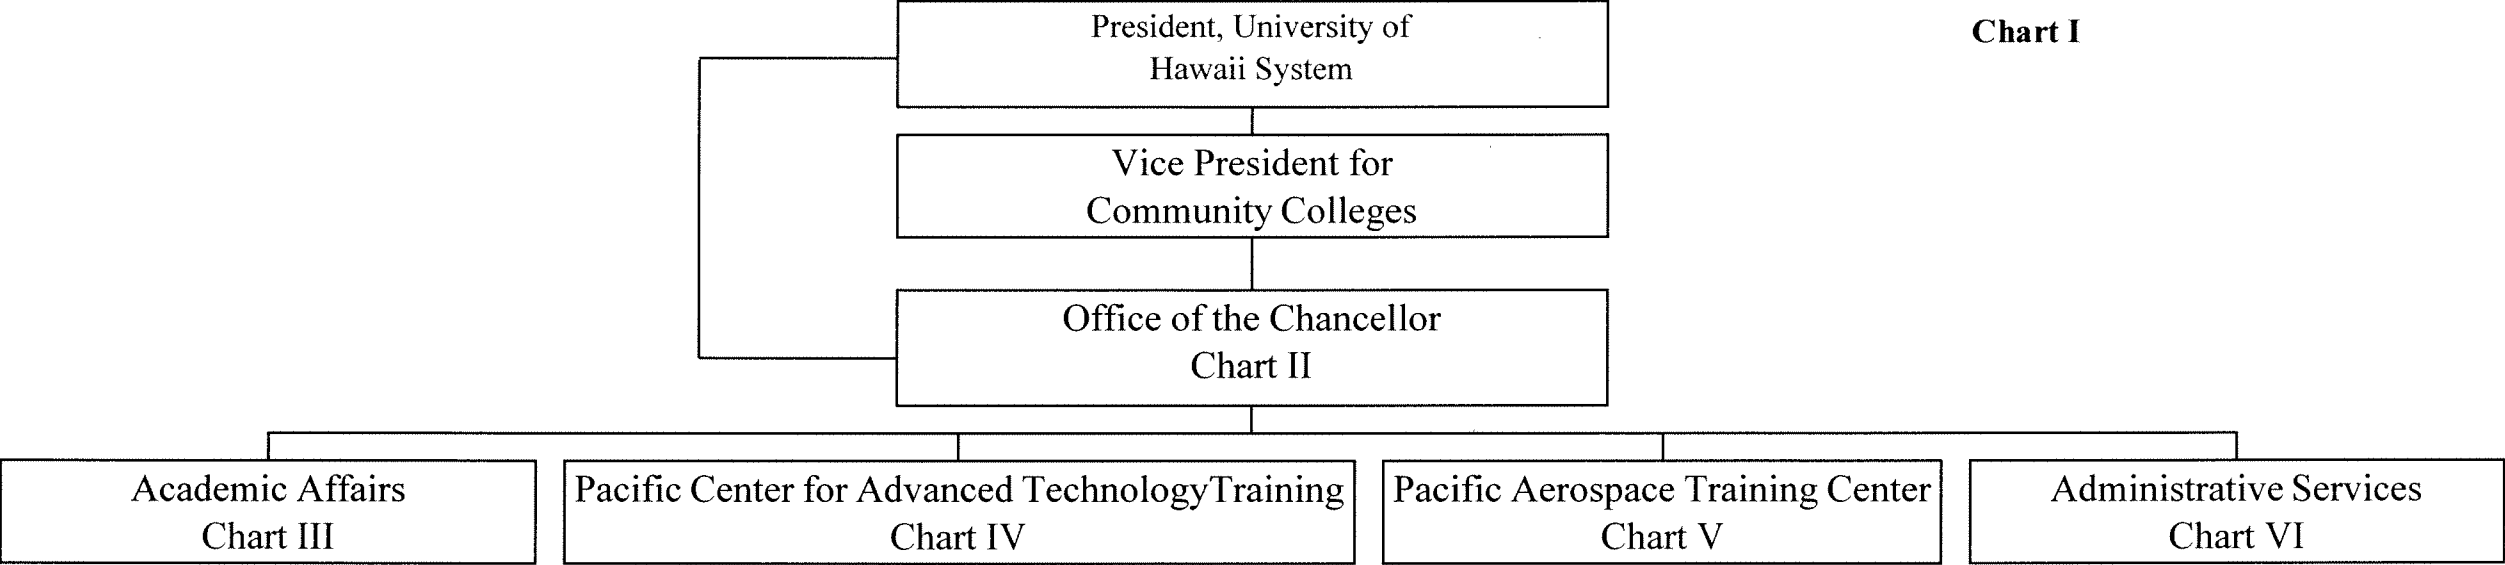 President, University of
Hawaii System
Chart I
Vice President for
Community Colleges
Office of the Chancellor
Chart II
Academic Affairs
Chart III
Pacific Center for Advanced TechnologyTraining
Chart IV
Pacific Aerospace Training Center
Chart V
Administrative Services
Chart VI